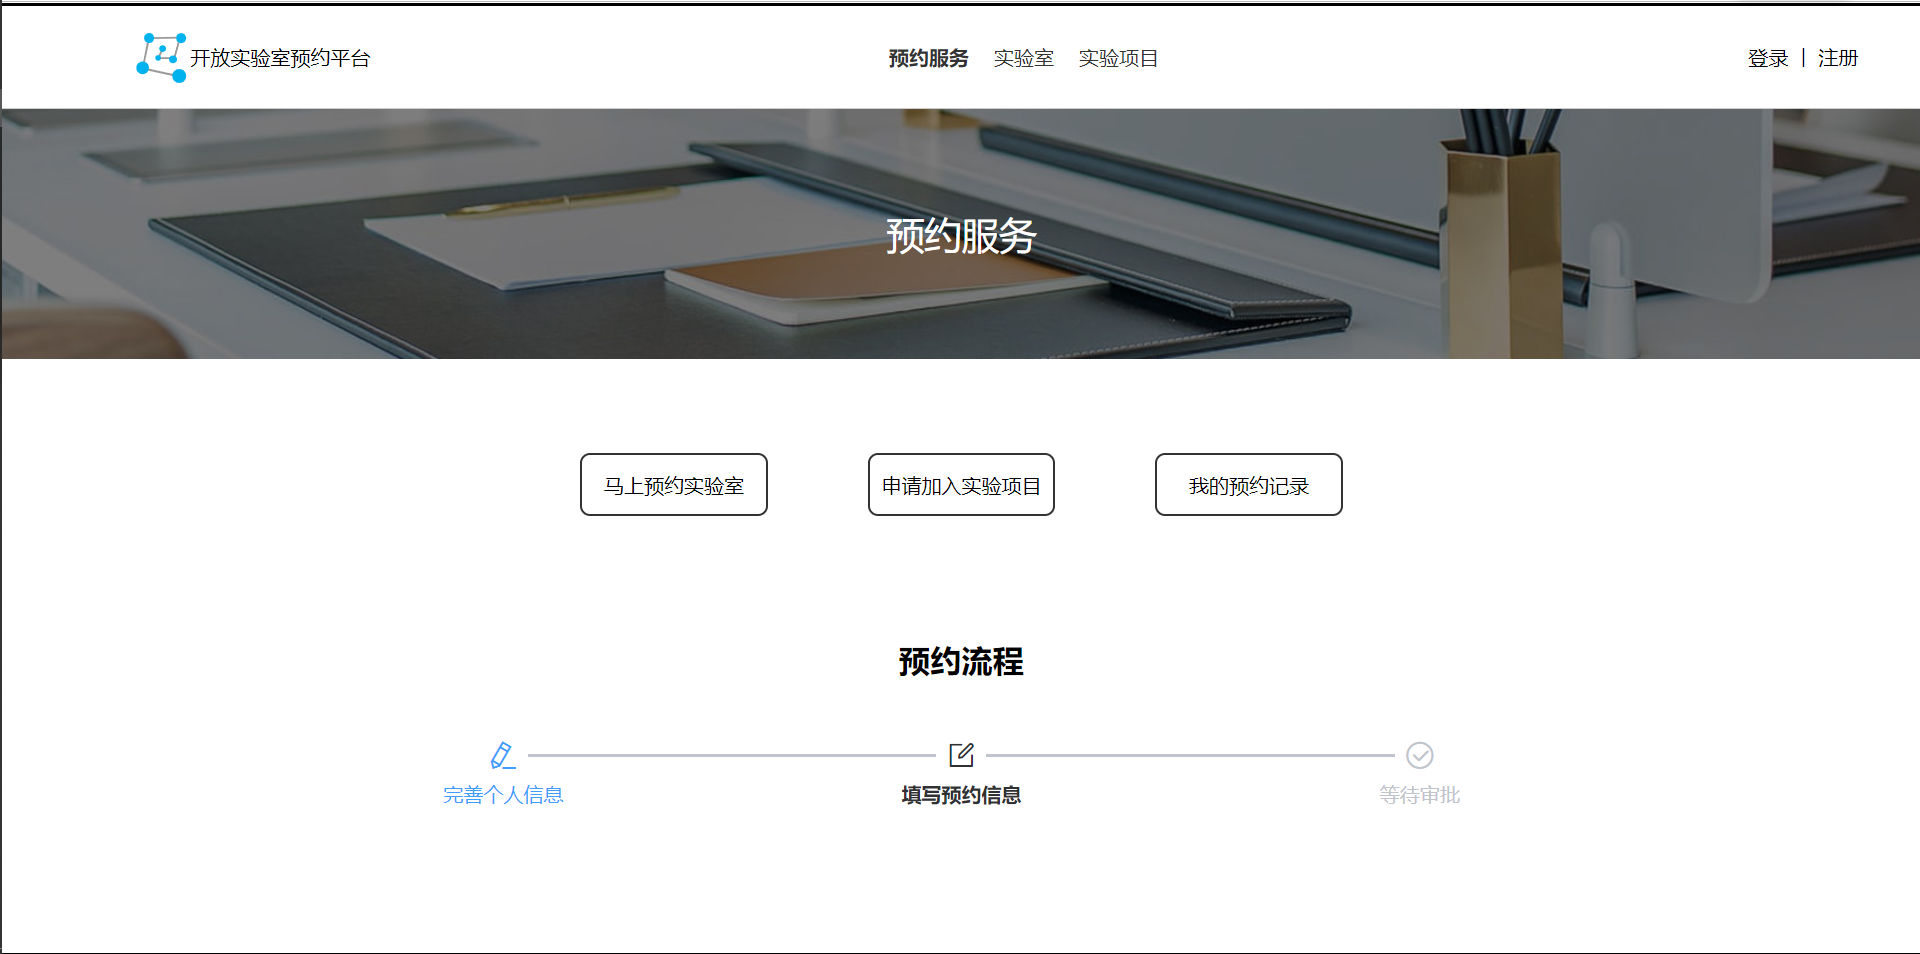 开放实验室预约平台
预约服务 实验室 实验项目
登录 | 注册
预约服务
马上预约实验室
申请加入实验项目
我的预约记录
预约流程
完善个人信息
填写预约信息
等待审批